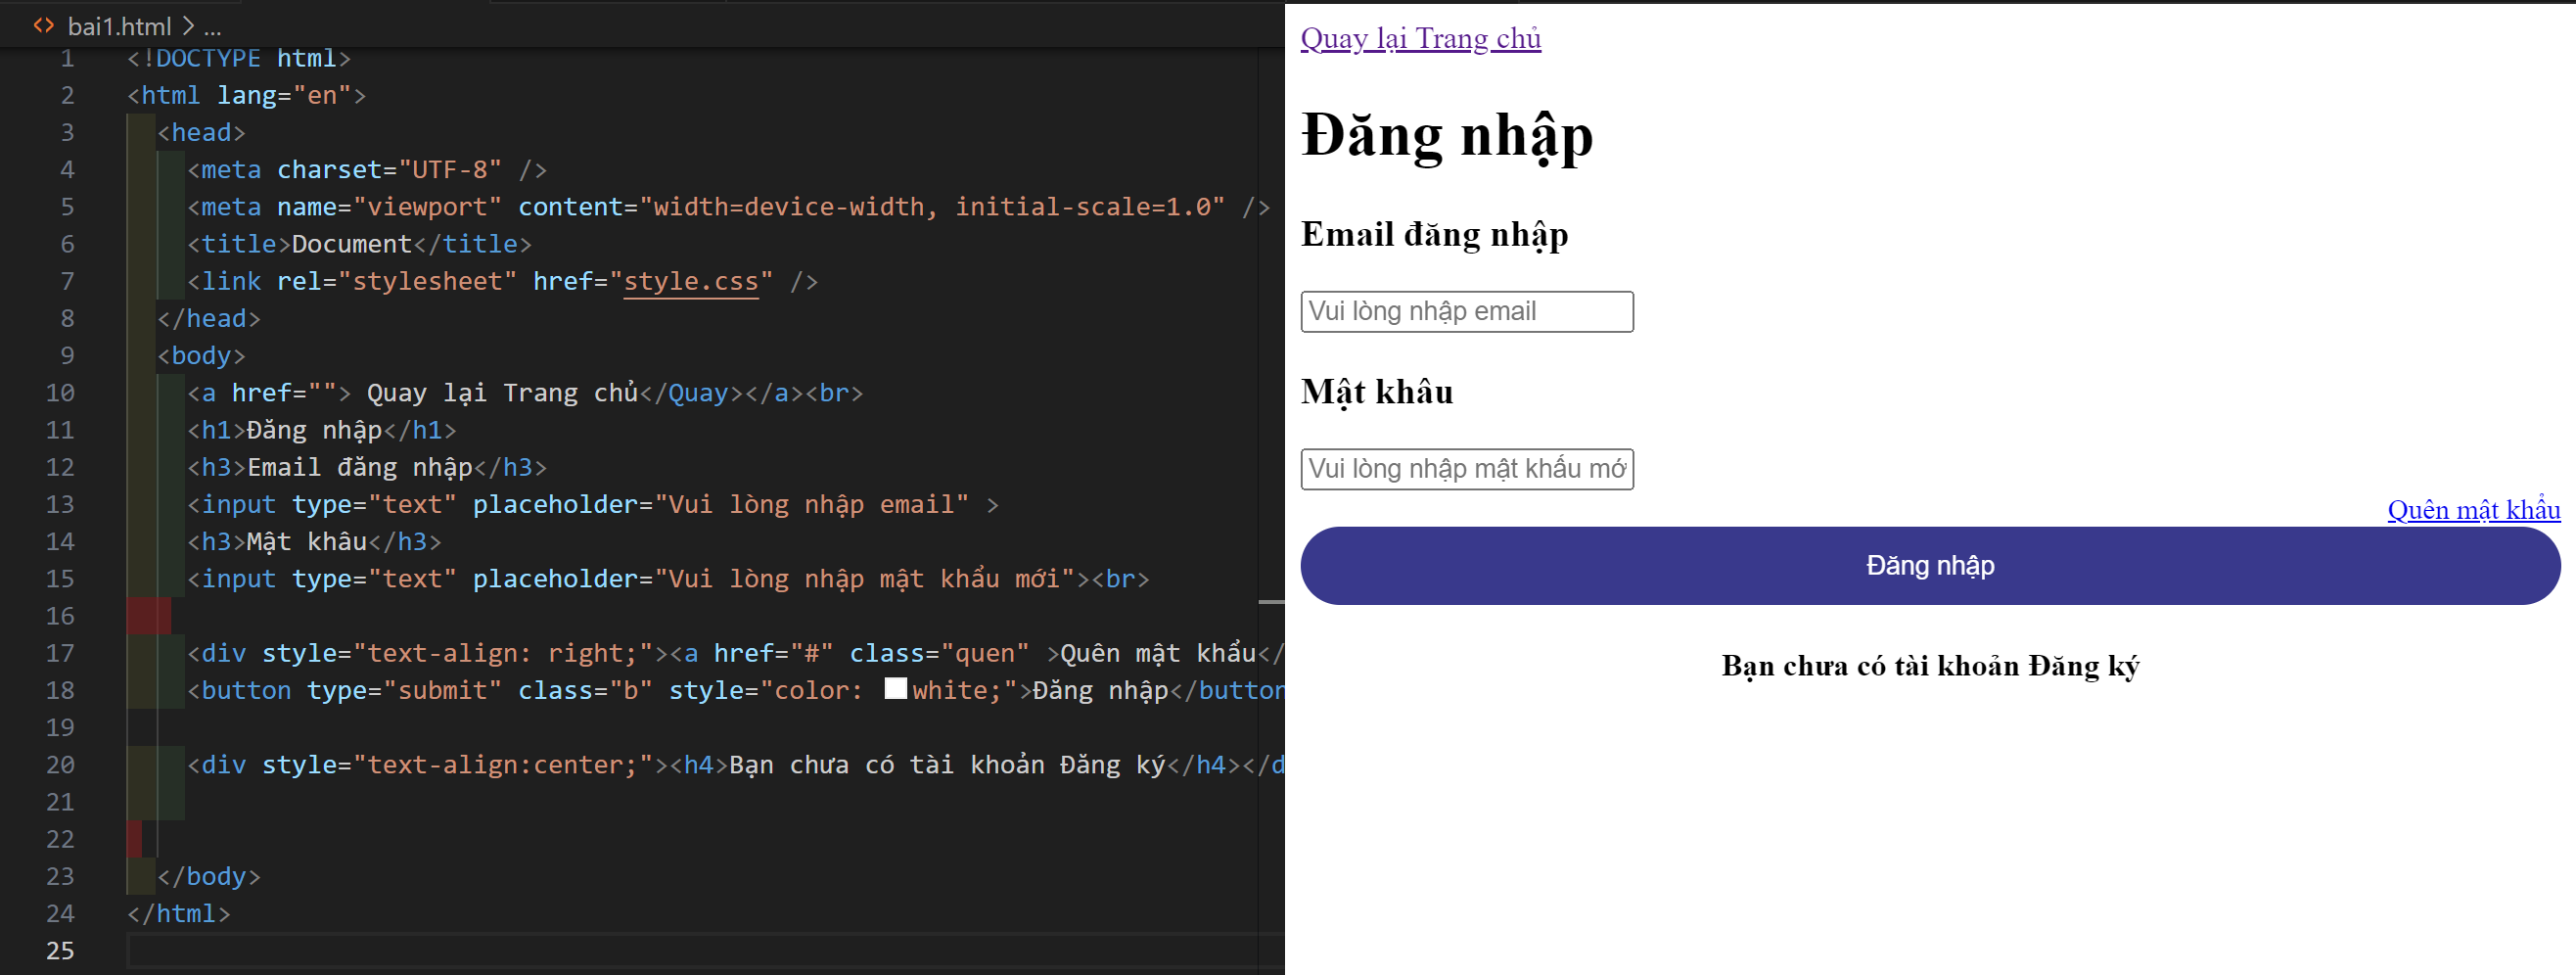 bai1.html > ...
1 <!DOCTYPE html>
2 <html lang="en">
3 <head>
4 <meta charset="UTF-8" />
5 <meta name="viewport" content="width=device-width, initial-scale=1.0" />
6 <title>Document</title>
7 <link rel="stylesheet" href="style.css" />
8 </head>
9 <body>
10 <a href=""> Quay lại Trang chủ</Quay></a><br>
11 <h1>Đăng nhập</h1>
12 <h3>Email đăng nhập</h3>
13 <input type="text" placeholder="Vui lòng nhập email" >
14 <h3>Mật khâu</h3>
15 <input type="text" placeholder="Vui lòng nhập mật khẩu mới"><br>
16
17 <div style="text-align: right;"><a href="#" class="quen" >Quên mật khẩu</
18 <button type="submit" class="b" style="color: white;">Đăng nhập</button
19
20 <div style="text-align:center;"><h4>Bạn chưa có tài khoản Đăng ký</h4></d
21
22
23 </body>
24 </html>
25
Quay lại Trang chủ
Đăng nhập
Email đăng nhập
Vui lòng nhập email
Mật khâu
Vui lòng nhập mật khẩu mớ
Quên mật khẩu
Đăng nhập
Bạn chưa có tài khoản Đăng ký